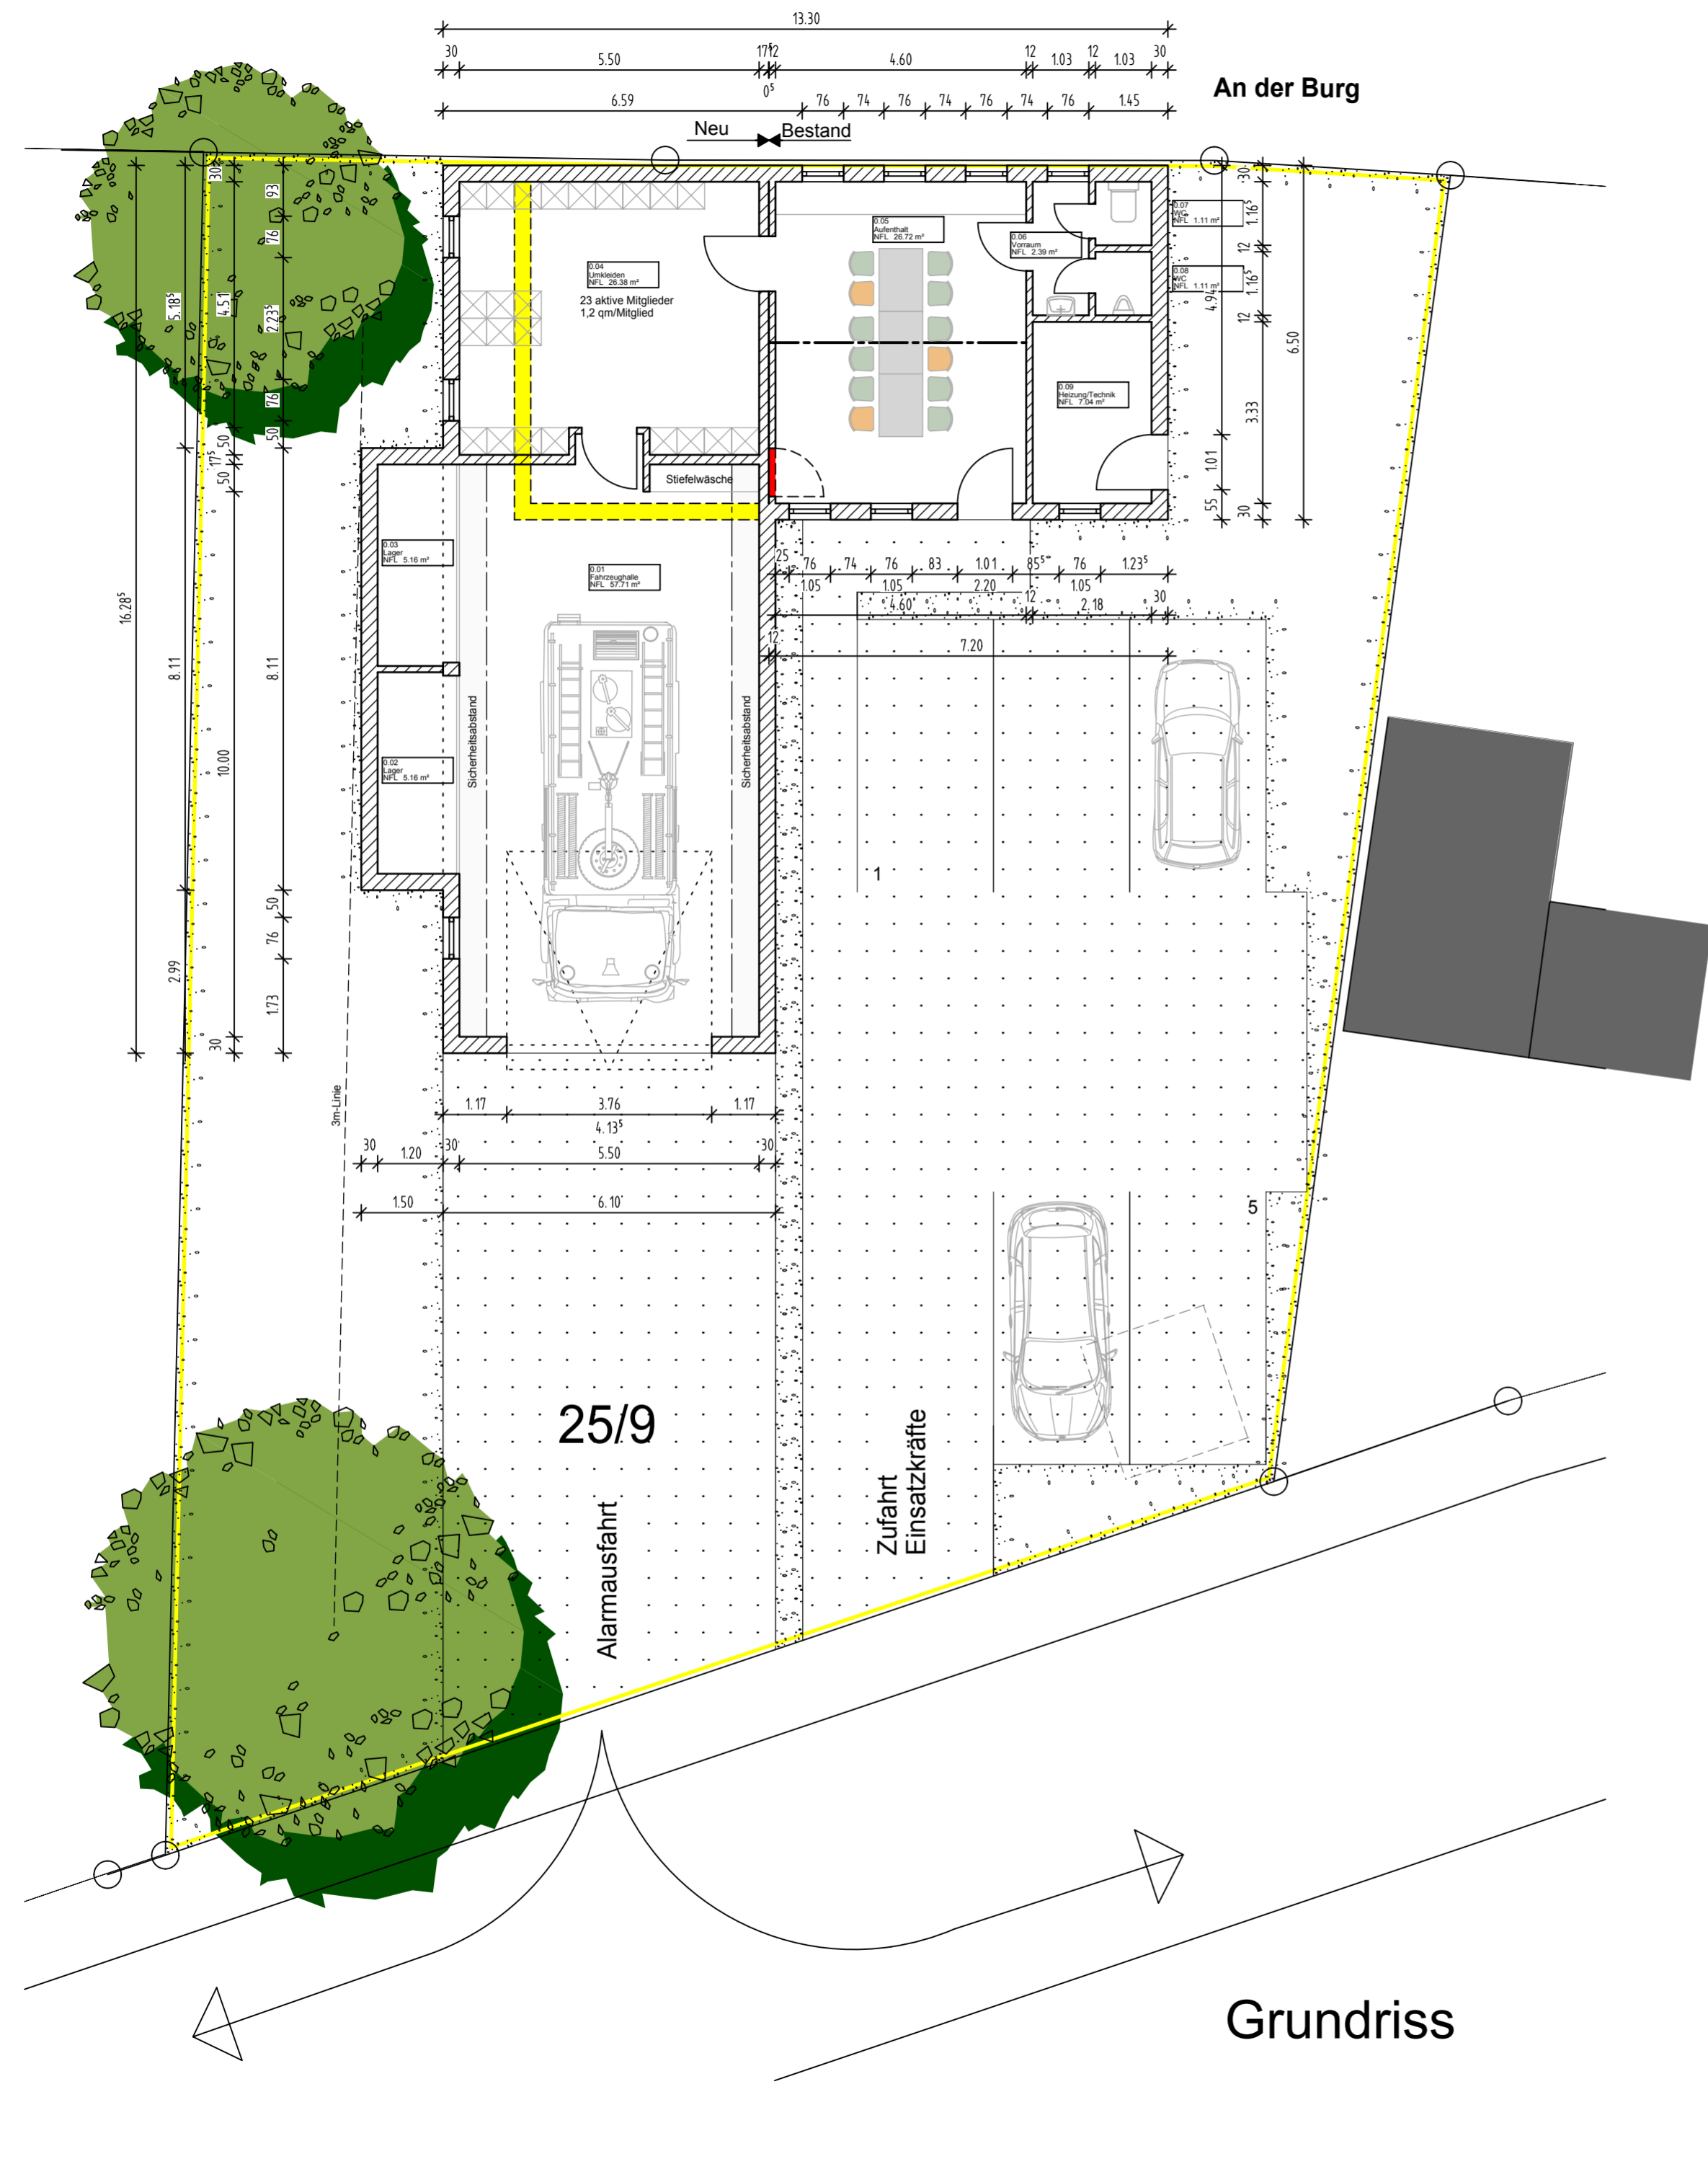 13.30
30 5.50 17⁵ 12 4.60 12 1.03 12 1.03 30
0⁵
6.59 76 74 76 74 76 74 76 1.45
An der Burg
Neu Bestand
0.04
Umkleiden
NFL 26.38 m²
23 aktive Mitglieder
1,2 qm/Mitglied
0.05
Aufenthalt
NFL 26.72 m²
0.06
Vorraum
NFL 2.39 m²
0.07
WC
NFL 1.11 m²
0.08
WC
NFL 1.11 m²
0.09
Heizung/Technik
NFL 7.04 m²
Stiefelwäsche
0.03
Lager
NFL 5.16 m²
0.01
Fahrzeughalle
NFL 57.71 m²
0.02
Lager
NFL 5.16 m²
Sicherheitsabstand
Sicherheitsabstand
16.28⁵
5.18⁵ 8.11 2.99
30 4.51 17⁵ 10.00 30
50 50
93 76 2.23⁵ 76 50 8.11 50 76 1.73
4.94 1.01 55
30 1.16⁵ 12 1.16⁵ 12 3.33 30
6.50
25 76 74 76 83 1.01 85⁵ 76 1.23⁵
1.05 1.05 2.20 1.05
4.60 12 2.18 30
12 7.20
1
3m-Linie
1.17 3.76 1.17
4.13⁵
30 1.20 30 5.50 30
1.50 6.10
5
25/9
Alarmausfahrt
Zufahrt
Einsatzkräfte
Grundriss